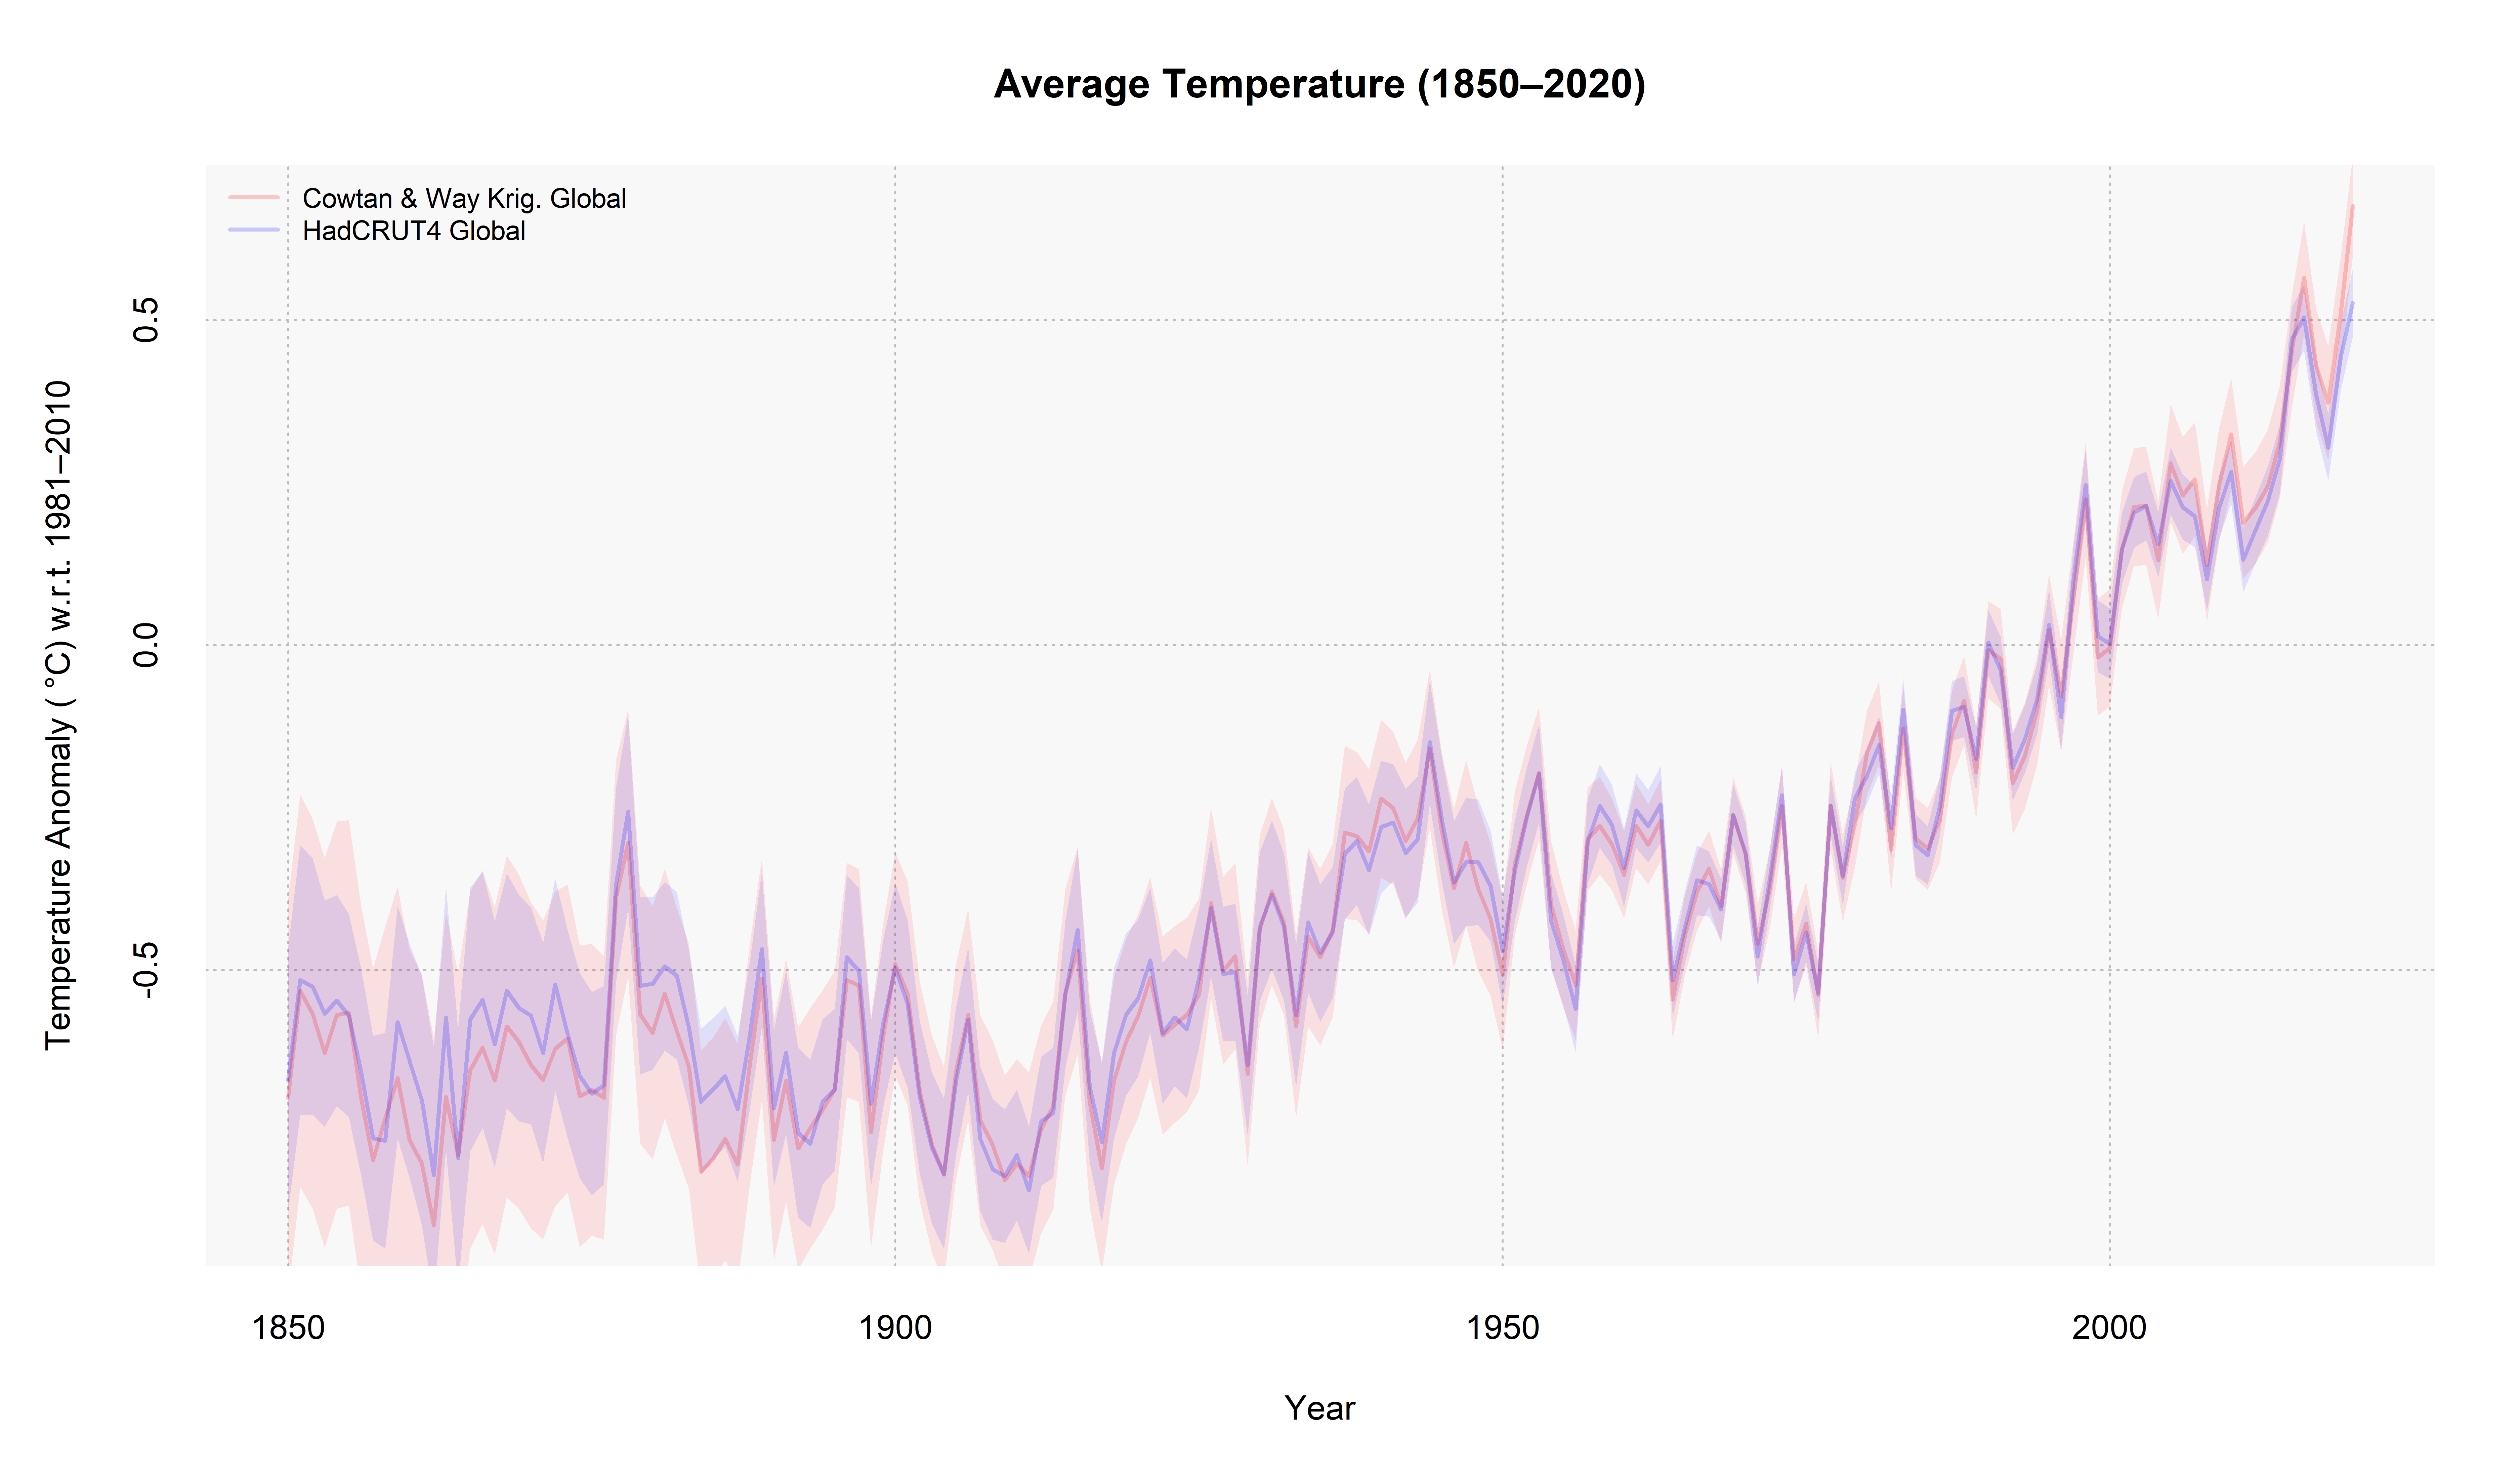 Average Temperature (1850–2020)
Cowtan & Way Krig. Global
HadCRUT4 Global
Temperature Anomaly ( °C) w.r.t. 1981–2010
0.5
0.0
-0.5
1850 1900 1950 2000
Year